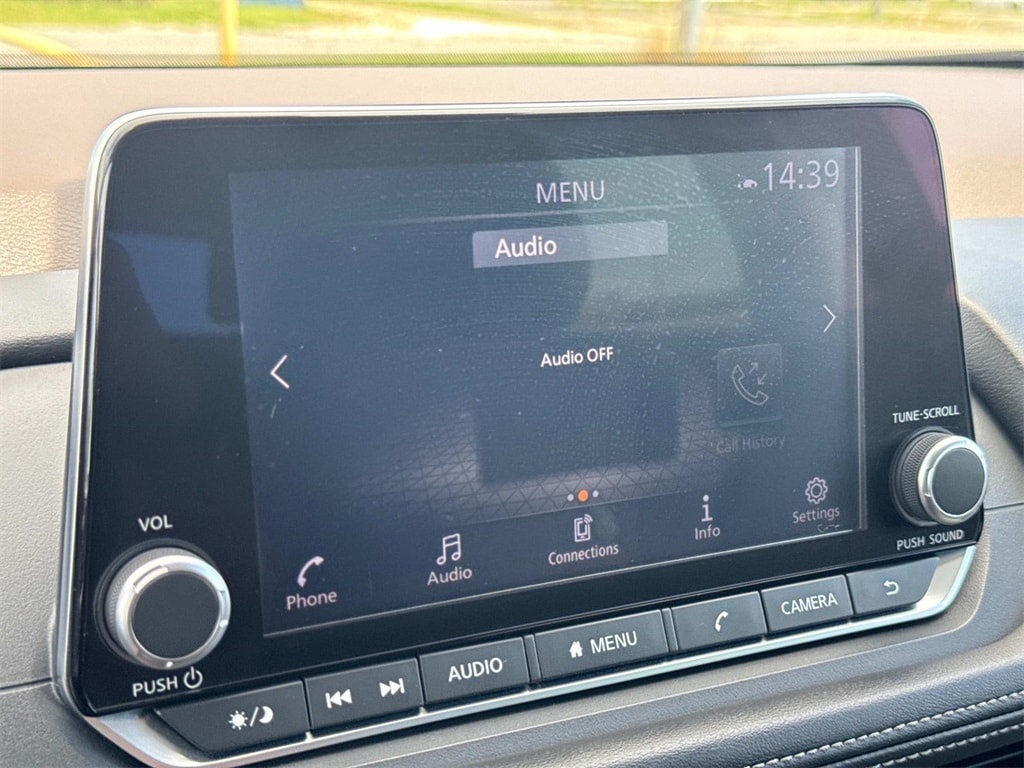 MENU
14:39
Audio
Audio OFF
Call History
TUNE·SCROLL
PUSH SOUND
VOL
PUSH
Phone
Audio
Connections
Info
Settings
AUDIO
MENU
CAMERA